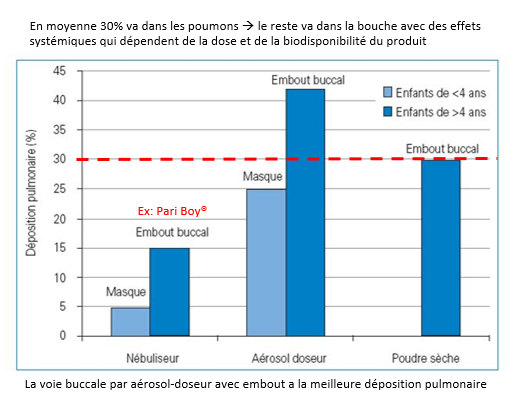 En moyenne 30% va dans les poumons → le reste va dans la bouche avec des effets
systémiques qui dépendent de la dose et de la biodisponibilité du produit
Déposition pulmonaire (%)
45
40
35
30
25
20
15
10
5
0
Embout buccal
Enfants de <4 ans
Enfants de >4 ans
Embout buccal
Masque
Ex: Pari Boy®
Embout buccal
Masque
Nébuliseur
Aérosol doseur
Poudre sèche
La voie buccale par aérosol-doseur avec embout a la meilleure déposition pulmonaire